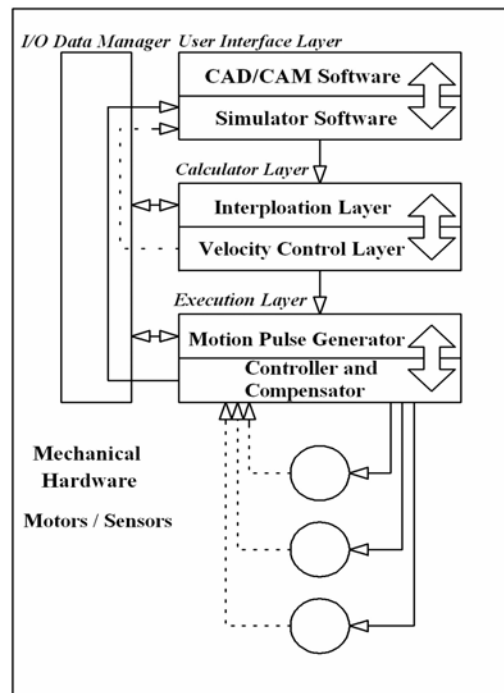 I/O Data Manager
User Interface Layer
CAD/CAM Software
Simulator Software
Calculator Layer
Interploation Layer
Velocity Control Layer
Execution Layer
Motion Pulse Generator
Controller and
Compensator
Mechanical
Hardware
Motors / Sensors